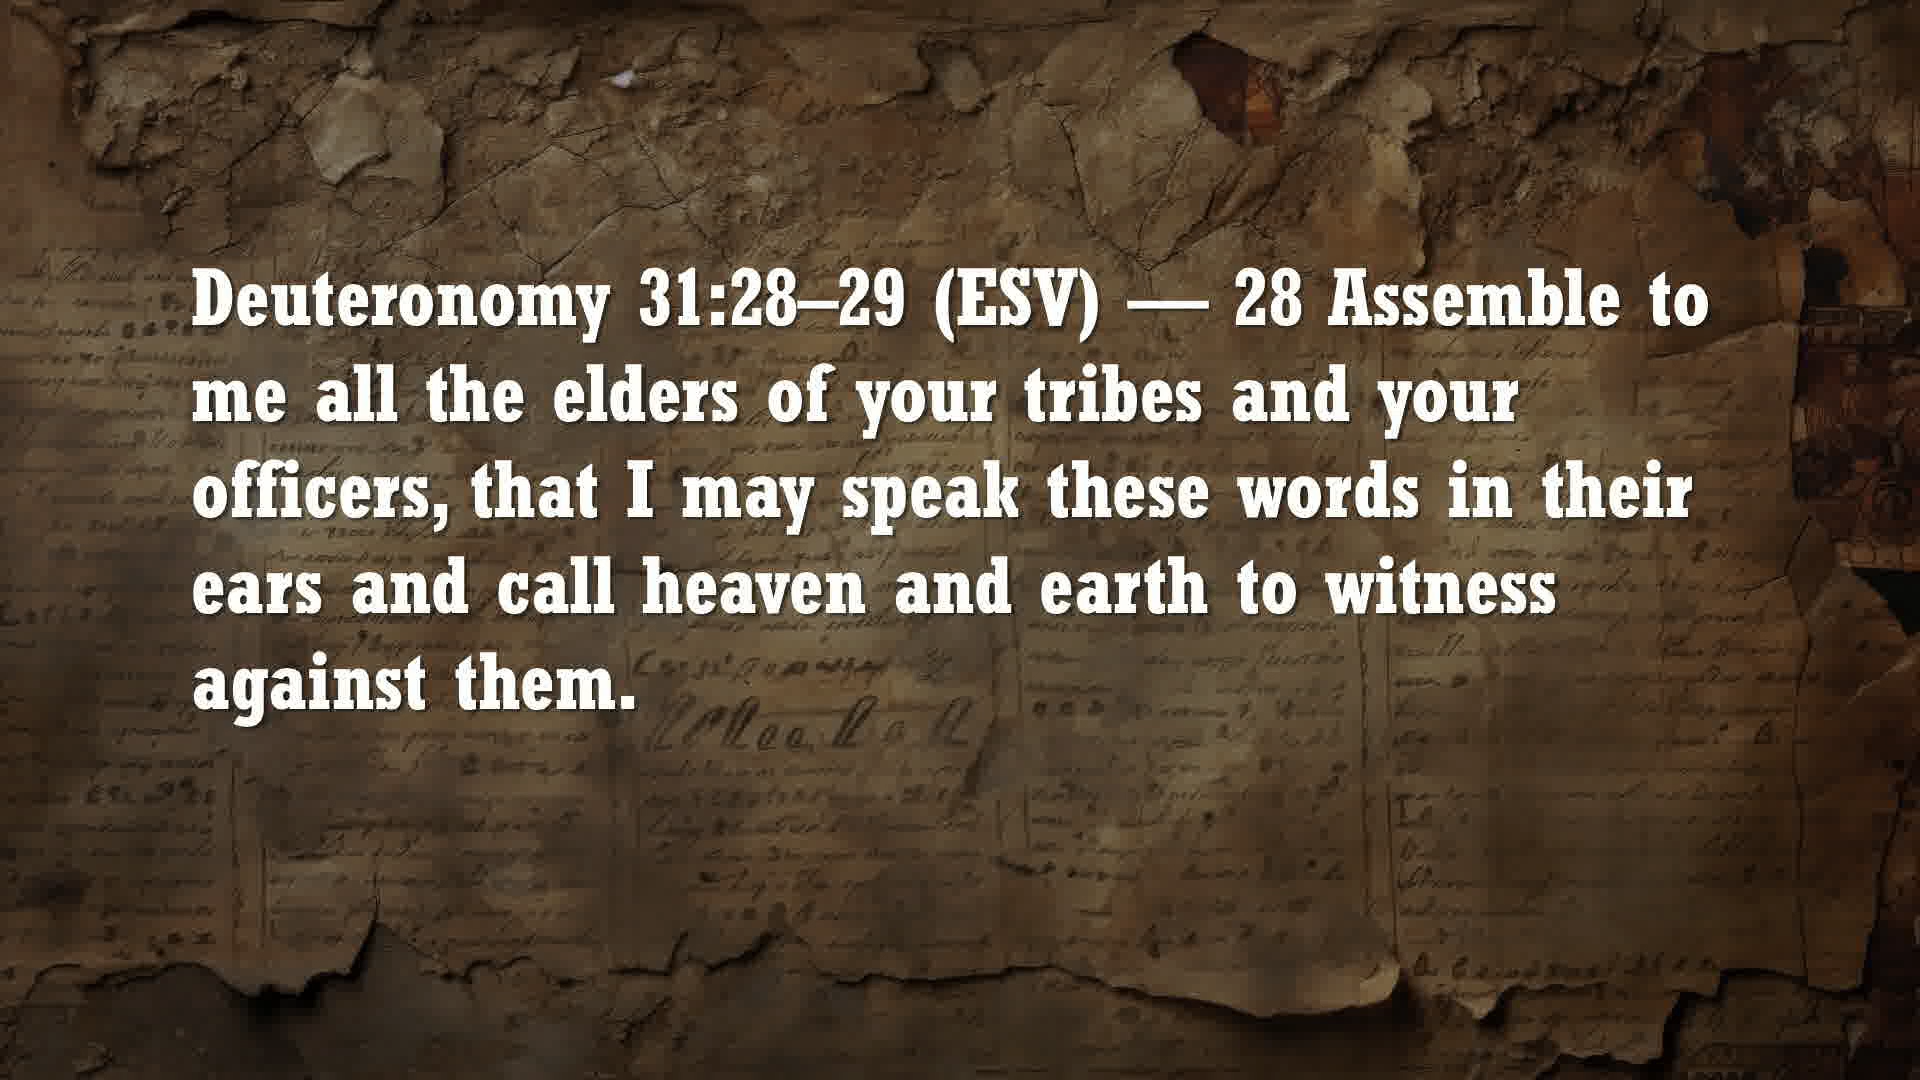 Deuteronomy 31:28–29 (ESV) — 28 Assemble to
me all the elders of your tribes and your
officers, that I may speak these words in their
ears and call heaven and earth to witness
against them.